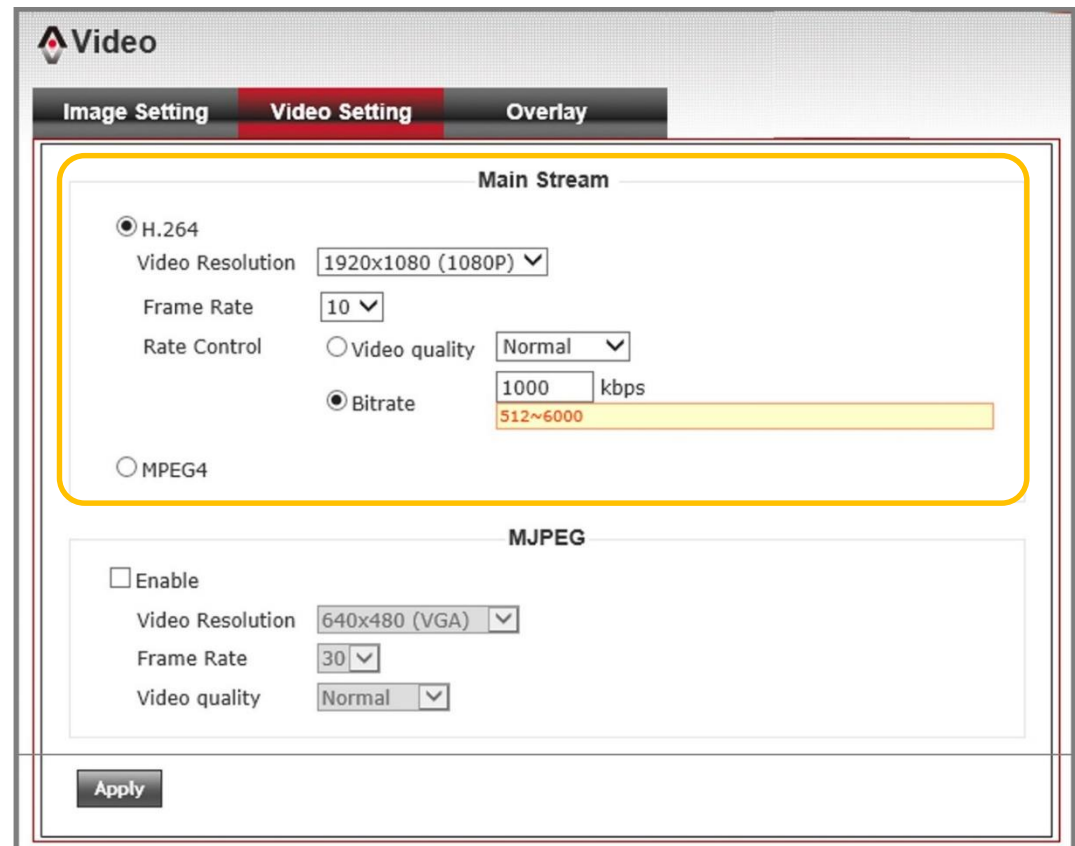 Video
Image Setting Video Setting Overlay
Main Stream
H.264
Video Resolution 1920x1080 (1080P)
Frame Rate 10
Rate Control Video quality Normal
Bitrate 1000 kbps
512~6000
MPEG4
MJPEG
Enable
Video Resolution 640x480 (VGA)
Frame Rate 30
Video quality Normal
Apply